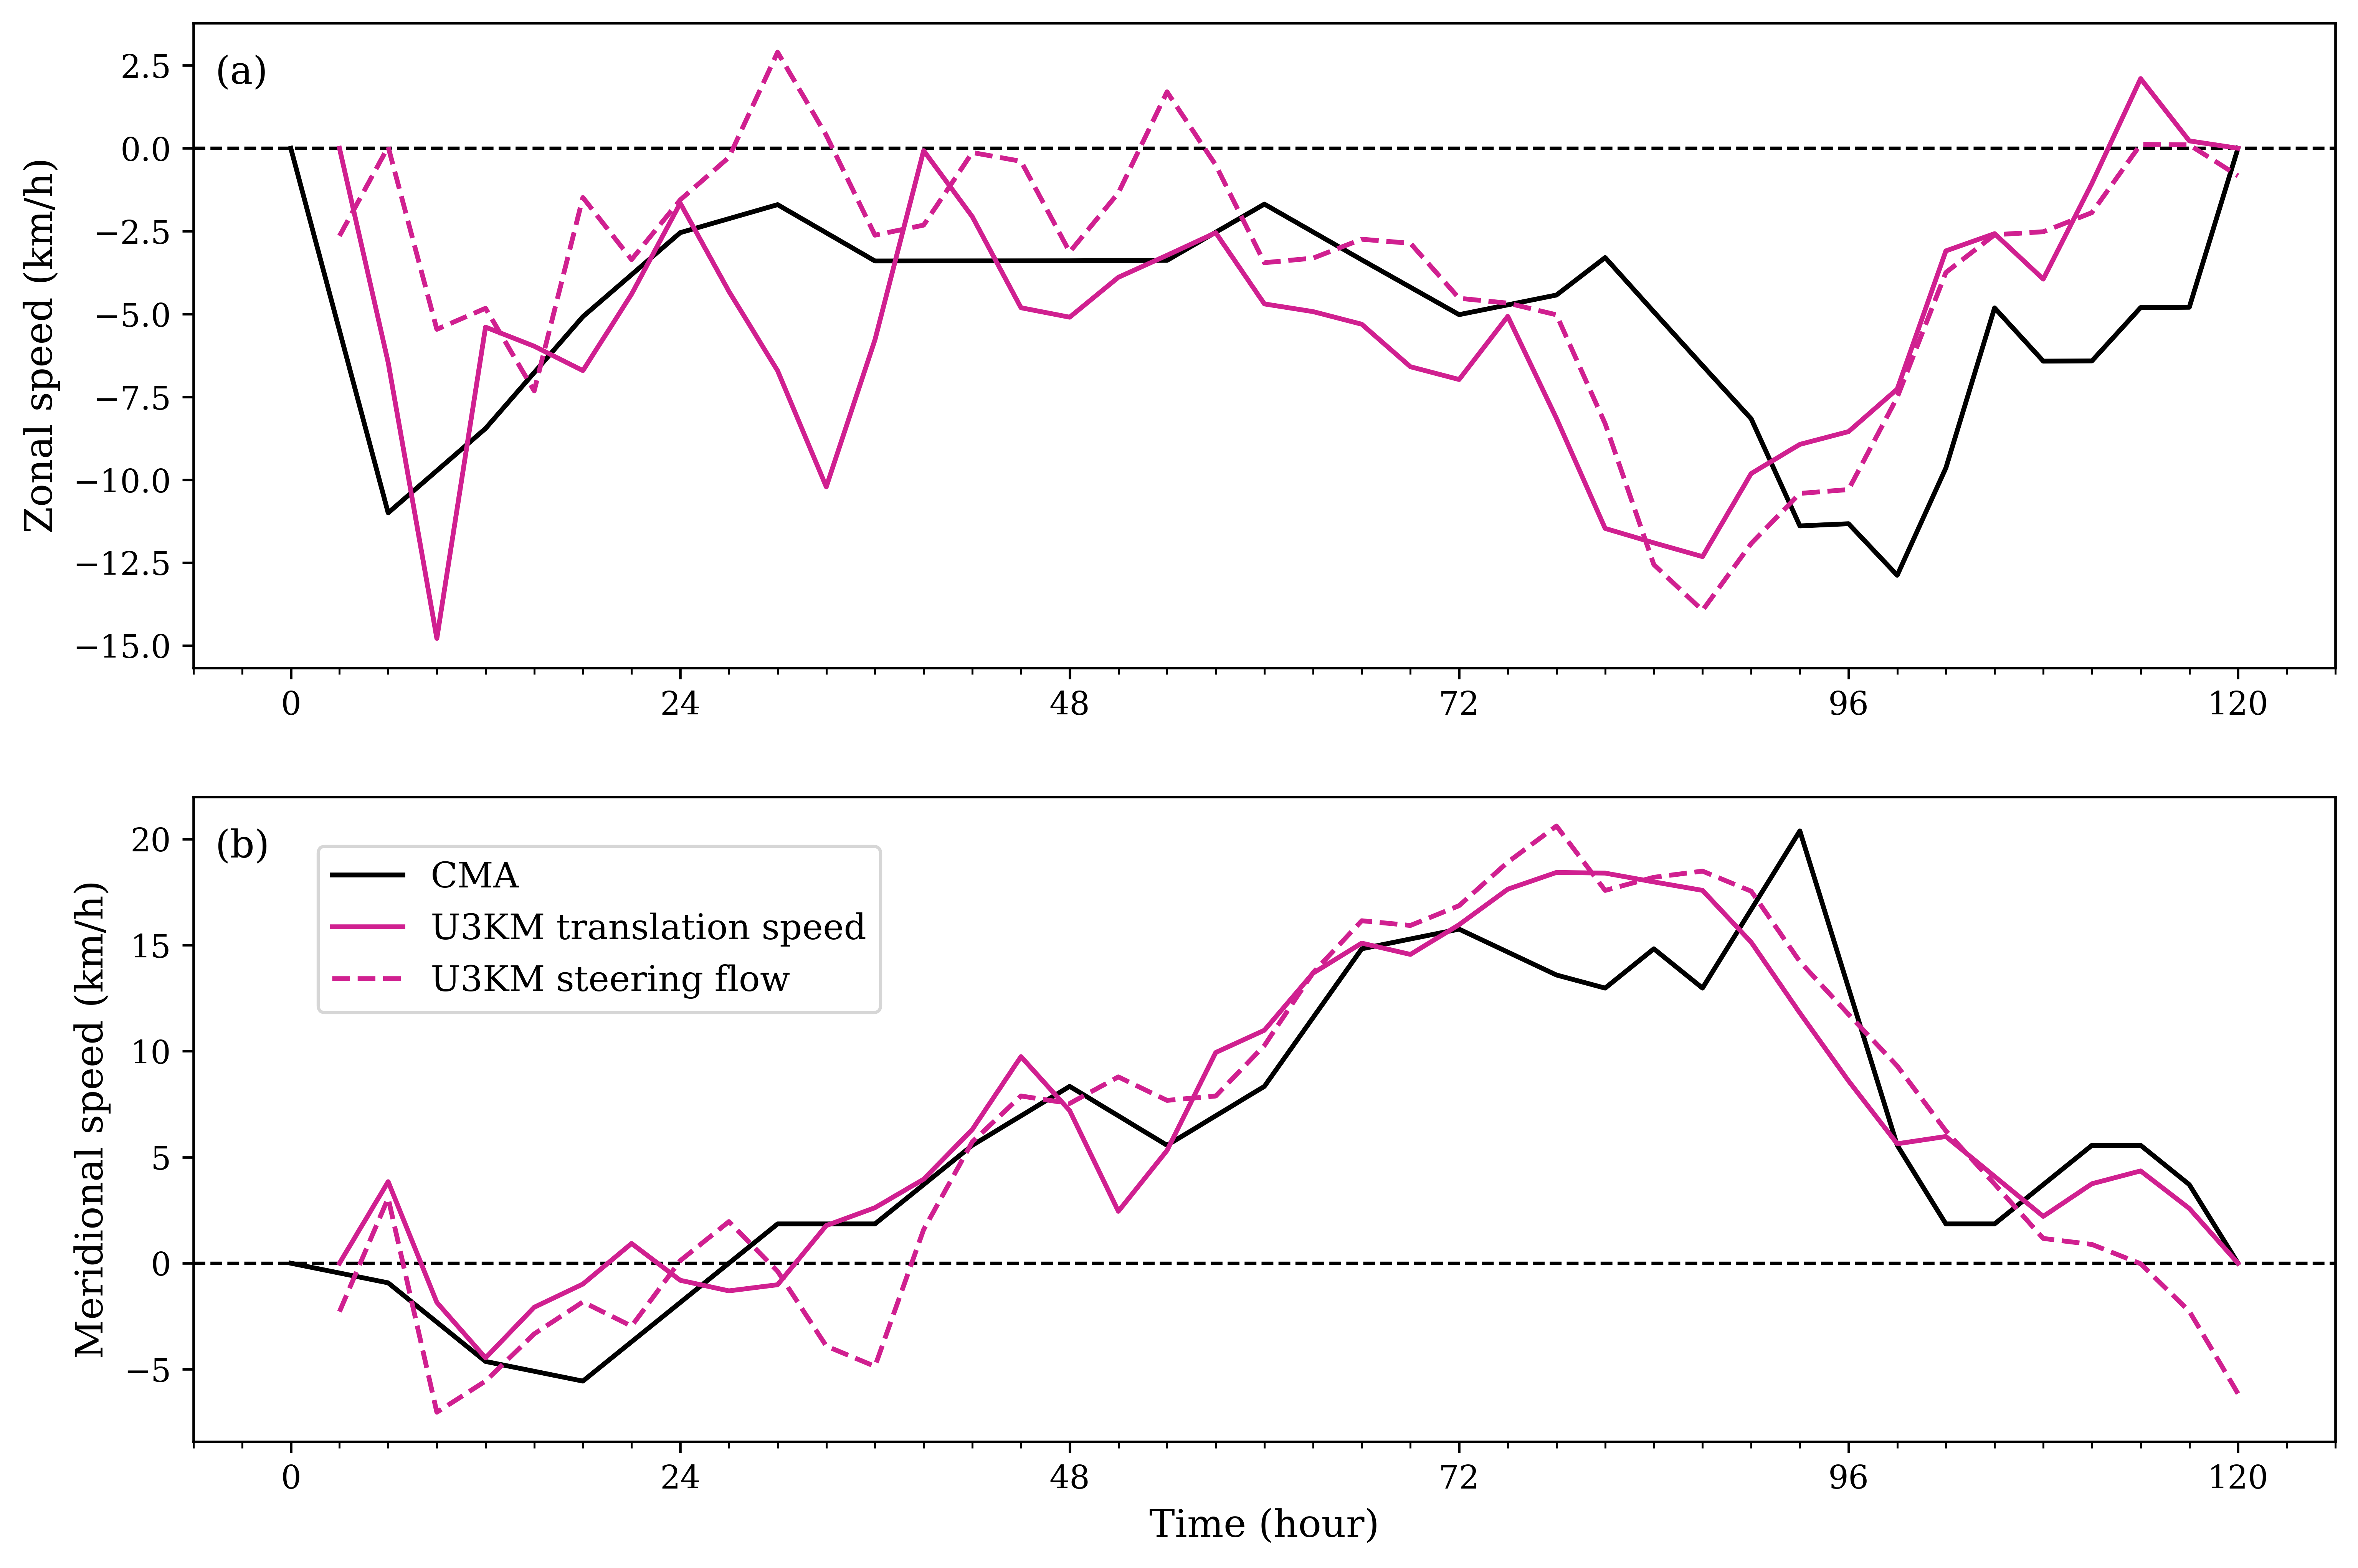 (a)
Zonal speed (km/h)
2.5
0.0
−2.5
−5.0
−7.5
−10.0
−12.5
−15.0
0 24 48 72 96 120
(b)
CMA
U3KM translation speed
U3KM steering flow
Meridional speed (km/h)
20
15
10
5
0
−5
0 24 48 72 96 120
Time (hour)